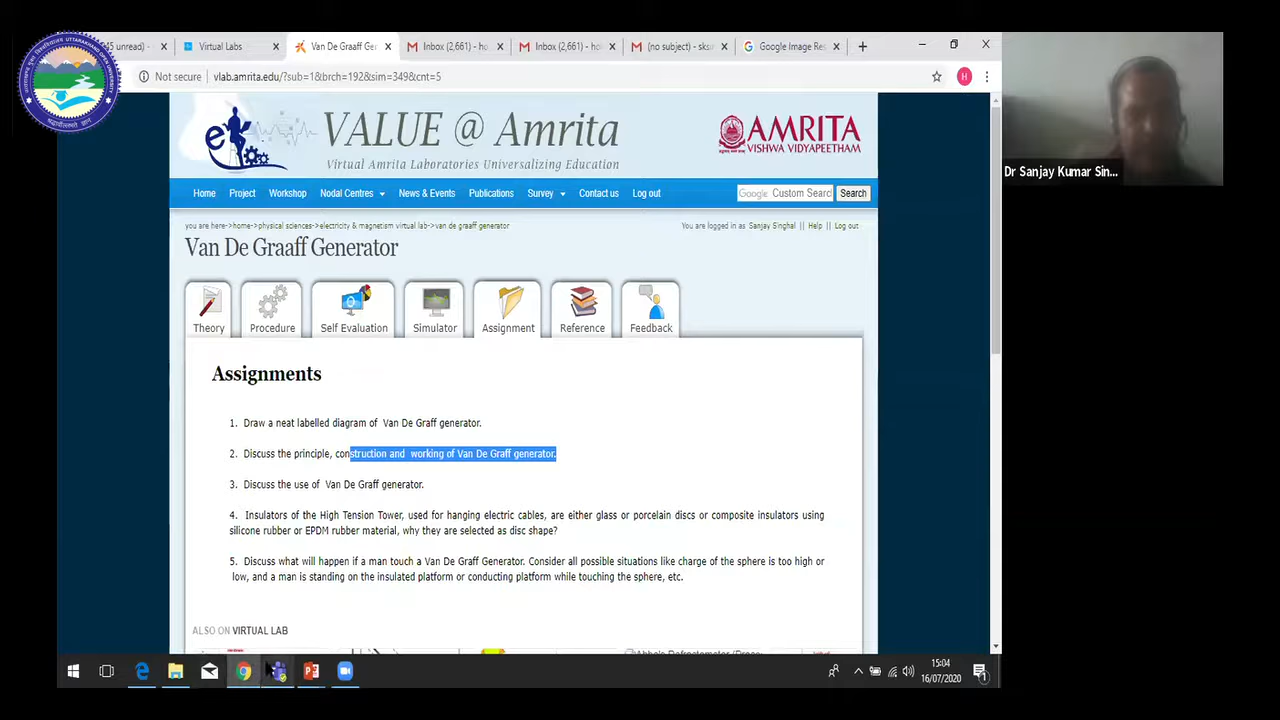 45 unread) -
Virtual Labs
Van De Graaff Ge
Inbox (2,661) - ho
Inbox (2,661) - ho
(no subject) - sksu
Google Image Re
Not secure
vlab.amrita.edu/?sub=1&brch=192&sim=349&cnt=5
H
VALUE @ Amrita
Virtual Amrita Laboratories Universalizing Education
AMRITA
VISHWA VIDYAPEETHAM
Dr Sanjay Kumar Sin...
Home Project Workshop Nodal Centres News & Events Publications Survey Contact us Log out
Google Custom Search Search
you are here->home->physical sciences->electricity & magnetism virtual lab->van de graaff generator
You are logged in as Sanjay Singhal || Help || Log out
Van De Graaff Generator
Theory Procedure Self Evaluation Simulator Assignment Reference Feedback
Assignments
1. Draw a neat labelled diagram of Van De Graff generator.
2. Discuss the principle, construction and working of Van De Graff generator.
3. Discuss the use of Van De Graff generator.
4. Insulators of the High Tension Tower, used for hanging electric cables, are either glass or porcelain discs or composite insulators using
silicone rubber or EPDM rubber material, why they are selected as disc shape?
5. Discuss what will happen if a man touch a Van De Graff Generator. Consider all possible situations like charge of the sphere is too high or
low, and a man is standing on the insulated platform or conducting platform while touching the sphere, etc.
ALSO ON VIRTUAL LAB
15:04
16/07/2020